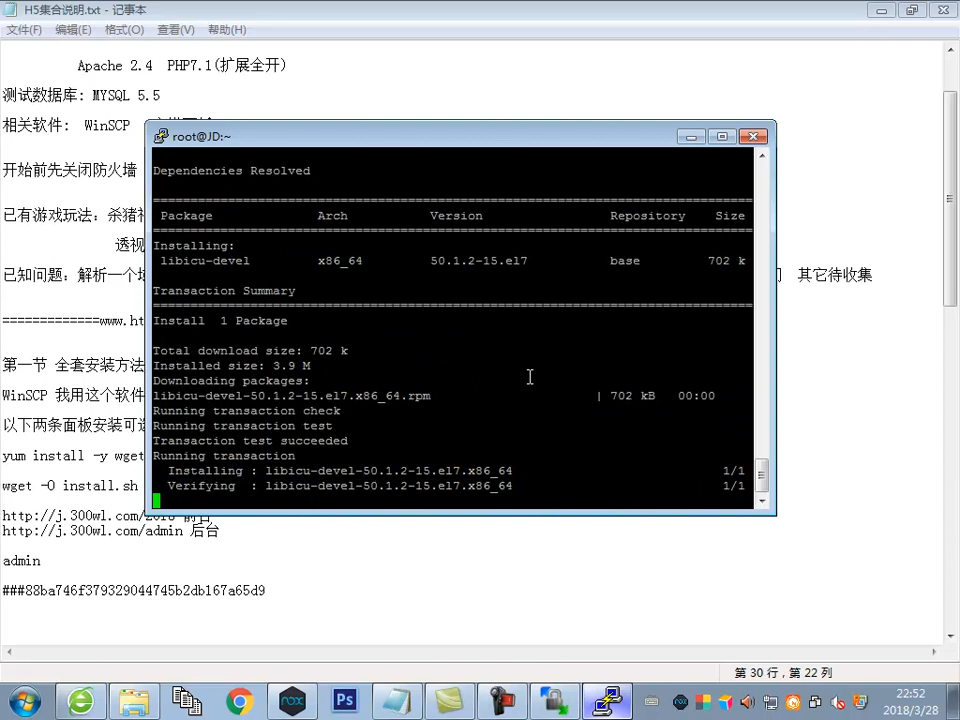 H5集合说明.txt - 记事本
文件(F) 编辑(E) 格式(O) 查看(V) 帮助(H)
Apache 2.4 PHP7.1(扩展全开)
测试数据库: MYSQL 5.5
相关软件: WinSCP
开始前先关闭防火墙
已有游戏玩法: 杀猪
透视
已知问题: 解析一个 其它待收集
=============www.ht
第一节 全套安装方法
WinSCP 我用这个软件
以下两条面板安装可选
yum install -y wget
wget -O install.sh
http://j.300wl.com/2018 前台
http://j.300wl.com/admin 后台
admin
###88ba746f379329044745b2db167a65d9
root@JD:~
Dependencies Resolved
================================================================================
Package Arch Version Repository Size
================================================================================
Installing:
libicu-devel x86_64 50.1.2-15.el7 base 702 k
Transaction Summary
================================================================================
Install 1 Package
Total download size: 702 k
Installed size: 3.9 M
Downloading packages:
libicu-devel-50.1.2-15.el7.x86_64.rpm | 702 kB 00:00
Running transaction check
Running transaction test
Transaction test succeeded
Running transaction
Installing : libicu-devel-50.1.2-15.el7.x86_64 1/1
Verifying : libicu-devel-50.1.2-15.el7.x86_64 1/1
第 30 行，第 22 列
nox
Ps
22:52
2018/3/28